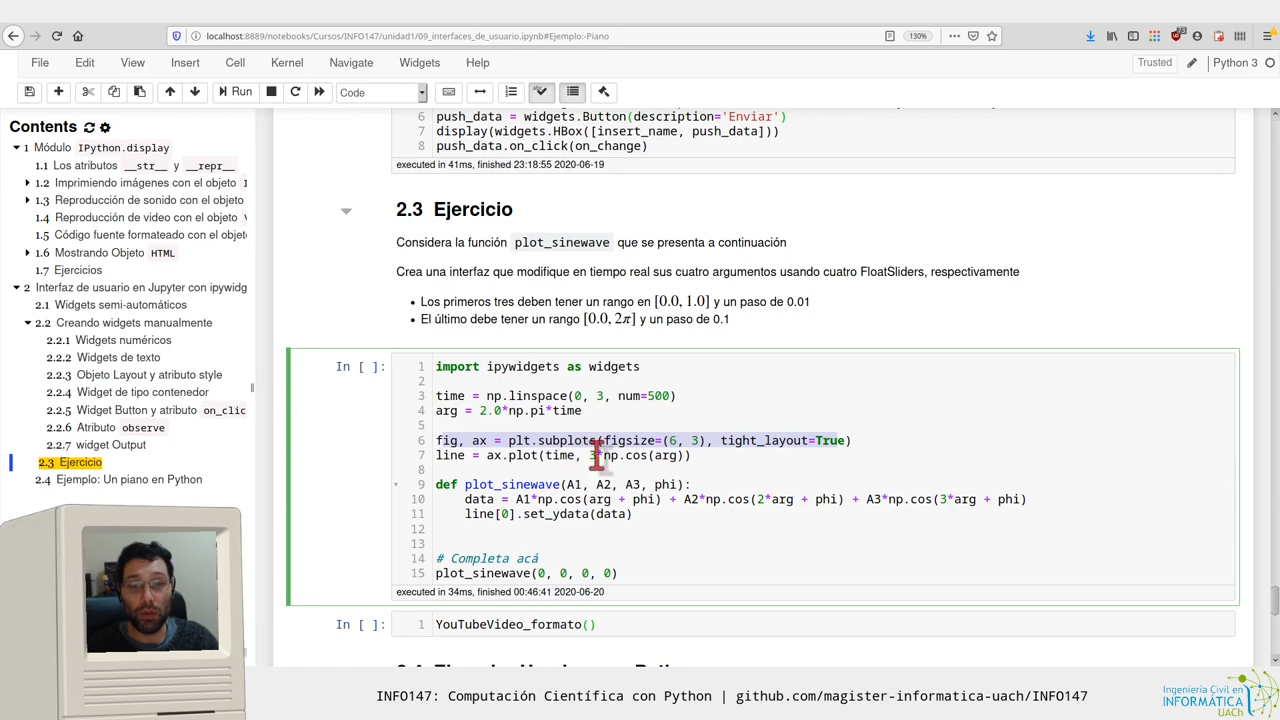 localhost:8889/notebooks/Cursos/INFO147/unidad1/09_interfaces_de_usuario.ipynb#Ejemplo:-Piano
130%
File Edit View Insert Cell Kernel Navigate Widgets Help
Trusted Python 3
Run Code
Contents
1 Módulo IPython.display
1.1 Los atributos __str__ y __repr__
1.2 Imprimiendo imágenes con el objeto
1.3 Reproducción de sonido con el objeto
1.4 Reproducción de video con el objeto
1.5 Código fuente formateado con el objet
1.6 Mostrando Objeto HTML
1.7 Ejercicios
2 Interfaz de usuario en Jupyter con ipywidg
2.1 Widgets semi-automáticos
2.2 Creando widgets manualmente
2.2.1 Widgets numéricos
2.2.2 Widgets de texto
2.2.3 Objeto Layout y atributo style
2.2.4 Widget de tipo contenedor
2.2.5 Widget Button y atributo on_clic
2.2.6 Atributo observe
2.2.7 widget Output
2.3 Ejercicio
2.4 Ejemplo: Un piano en Python
6 push_data = widgets.Button(description='Enviar')
7 display(widgets.HBox([insert_name, push_data]))
8 push_data.on_click(on_change)
executed in 41ms, finished 23:18:55 2020-06-19
2.3 Ejercicio
Considera la función plot_sinewave que se presenta a continuación
Crea una interfaz que modifique en tiempo real sus cuatro argumentos usando cuatro FloatSliders, respectivamente
• Los primeros tres deben tener un rango en [0.0, 1.0] y un paso de 0.01
• El último debe tener un rango [0.0, 2π] y un paso de 0.1
In [ ]:
1 import ipywidgets as widgets
2
3 time = np.linspace(0, 3, num=500)
4 arg = 2.0*np.pi*time
5
6 fig, ax = plt.subplots(figsize=(6, 3), tight_layout=True)
7 line = ax.plot(time, 3*np.cos(arg))
8
9 def plot_sinewave(A1, A2, A3, phi):
10 data = A1*np.cos(arg + phi) + A2*np.cos(2*arg + phi) + A3*np.cos(3*arg + phi)
11 line[0].set_ydata(data)
12
13
14 # Completa acá
15 plot_sinewave(0, 0, 0, 0)
executed in 34ms, finished 00:46:41 2020-06-20
In [ ]: 1 YouTubeVideo_formato()
INFO147: Computación Científica con Python | github.com/magister-informatica-uach/INFO147
Ingeniería Civil en
INFORMÁTICA
UACh